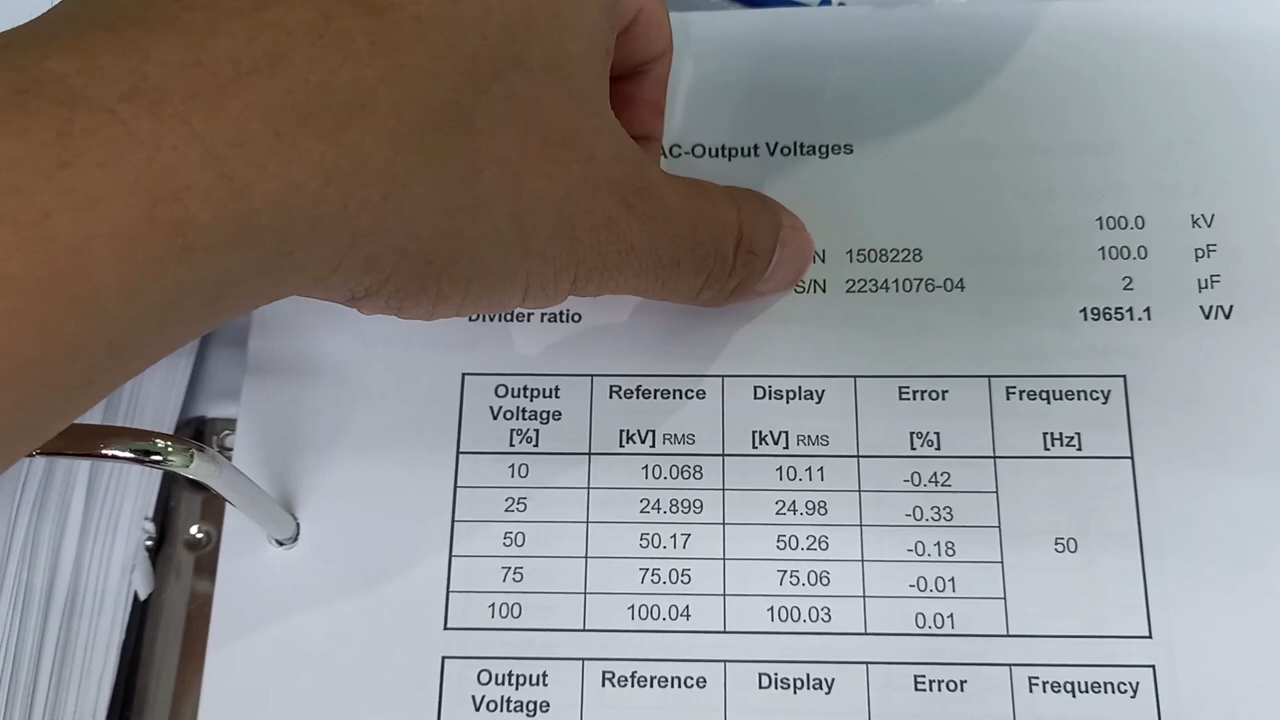 AC-Output Voltages
100.0 kV
N 1508228 100.0 pF
S/N 22341076-04 2 µF
Divider ratio 19651.1 V/V
Output Voltage [%] Reference [kV] RMS Display [kV] RMS Error [%] Frequency [Hz]
10 10.068 10.11 -0.42
25 24.899 24.98 -0.33
50 50.17 50.26 -0.18 50
75 75.05 75.06 -0.01
100 100.04 100.03 0.01
Output Voltage Reference Display Error Frequency